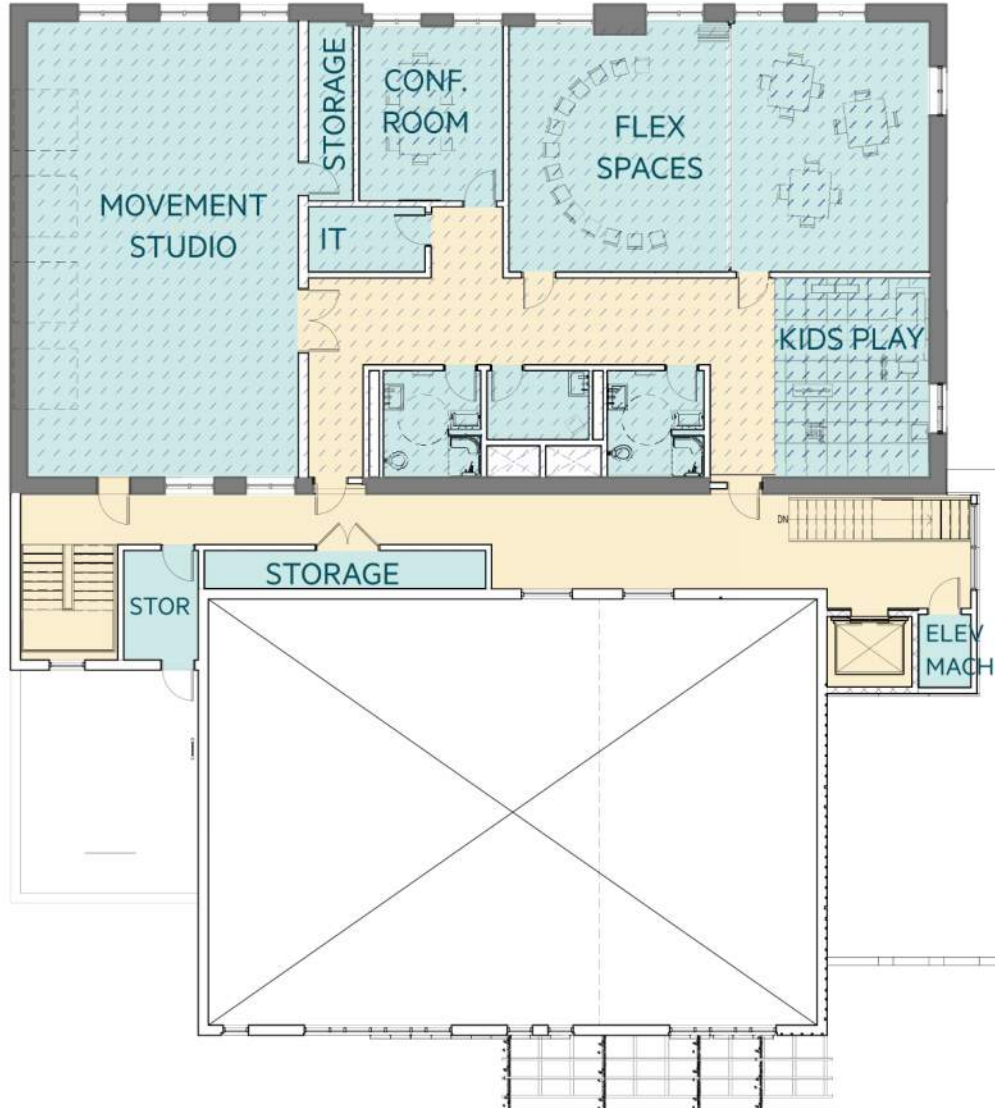 STORAGE
CONF.
ROOM
FLEX
SPACES
MOVEMENT
STUDIO
IT
KIDS PLAY
DN
STORAGE
STOR
ELEV
MACH